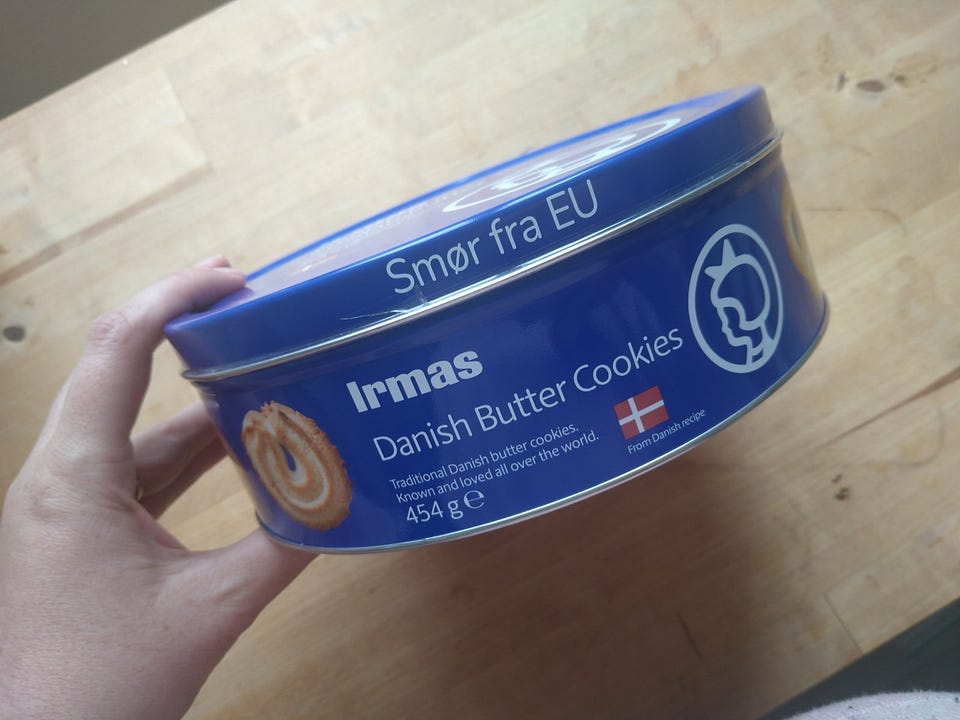 Smør fra EU
Irmas
Danish Butter Cookies
Traditional Danish butter cookies.
Known and loved all over the world.
454 g ℮
From Danish recipe